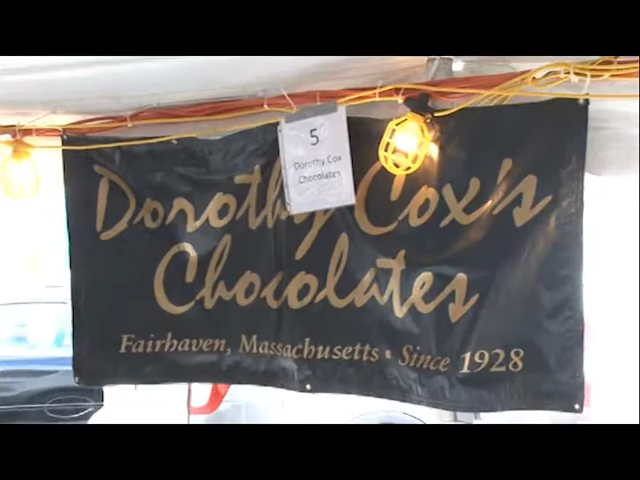 5
Dorothy Cox
Chocolates
Dorothy Cox's
Chocolates
Fairhaven, Massachusetts • Since 1928